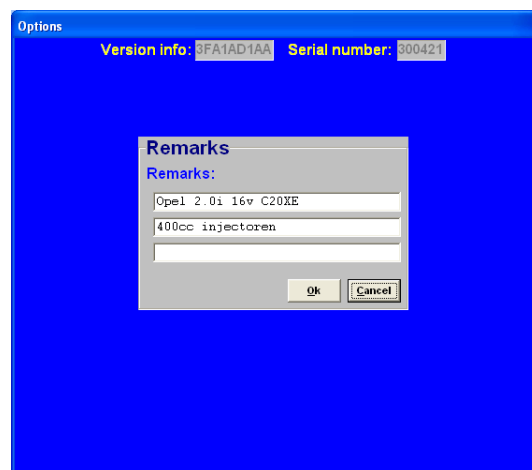 Options
Version info: 3FA1AD1AA Serial number: 300421
Remarks
Remarks:
Opel 2.0i 16v C20XE
400cc injectoren
Ok Cancel